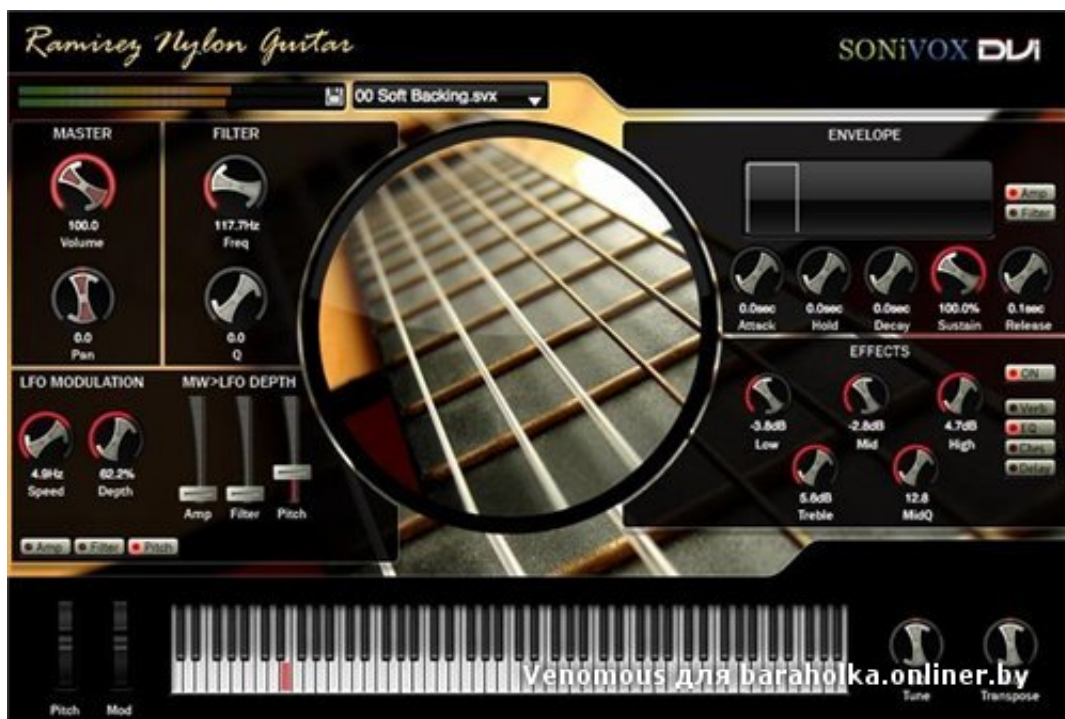 Ramirez Nylon Guitar
SONiVOX DVi
00 Soft Backing.svx
MASTER
100.0
Volume
0.0
Pan
FILTER
117.7Hz
Freq
0.0
Q
ENVELOPE
Amp
Filter
0.0sec 0.0sec 0.0sec 100.0% 0.1sec
Attack Hold Decay Sustain Release
LFO MODULATION
4.9Hz 62.2%
Speed Depth
MW>LFO DEPTH
Amp Filter Pitch
Amp Filter Pitch
EFFECTS
ON
Verb
EQ
Delay
-3.8dB -2.8dB 4.7dB
Low Mid High
5.6dB 12.8
Treble MidQ
Pitch Mod
Venomous для baraholka.onliner.by
Tune Transpose